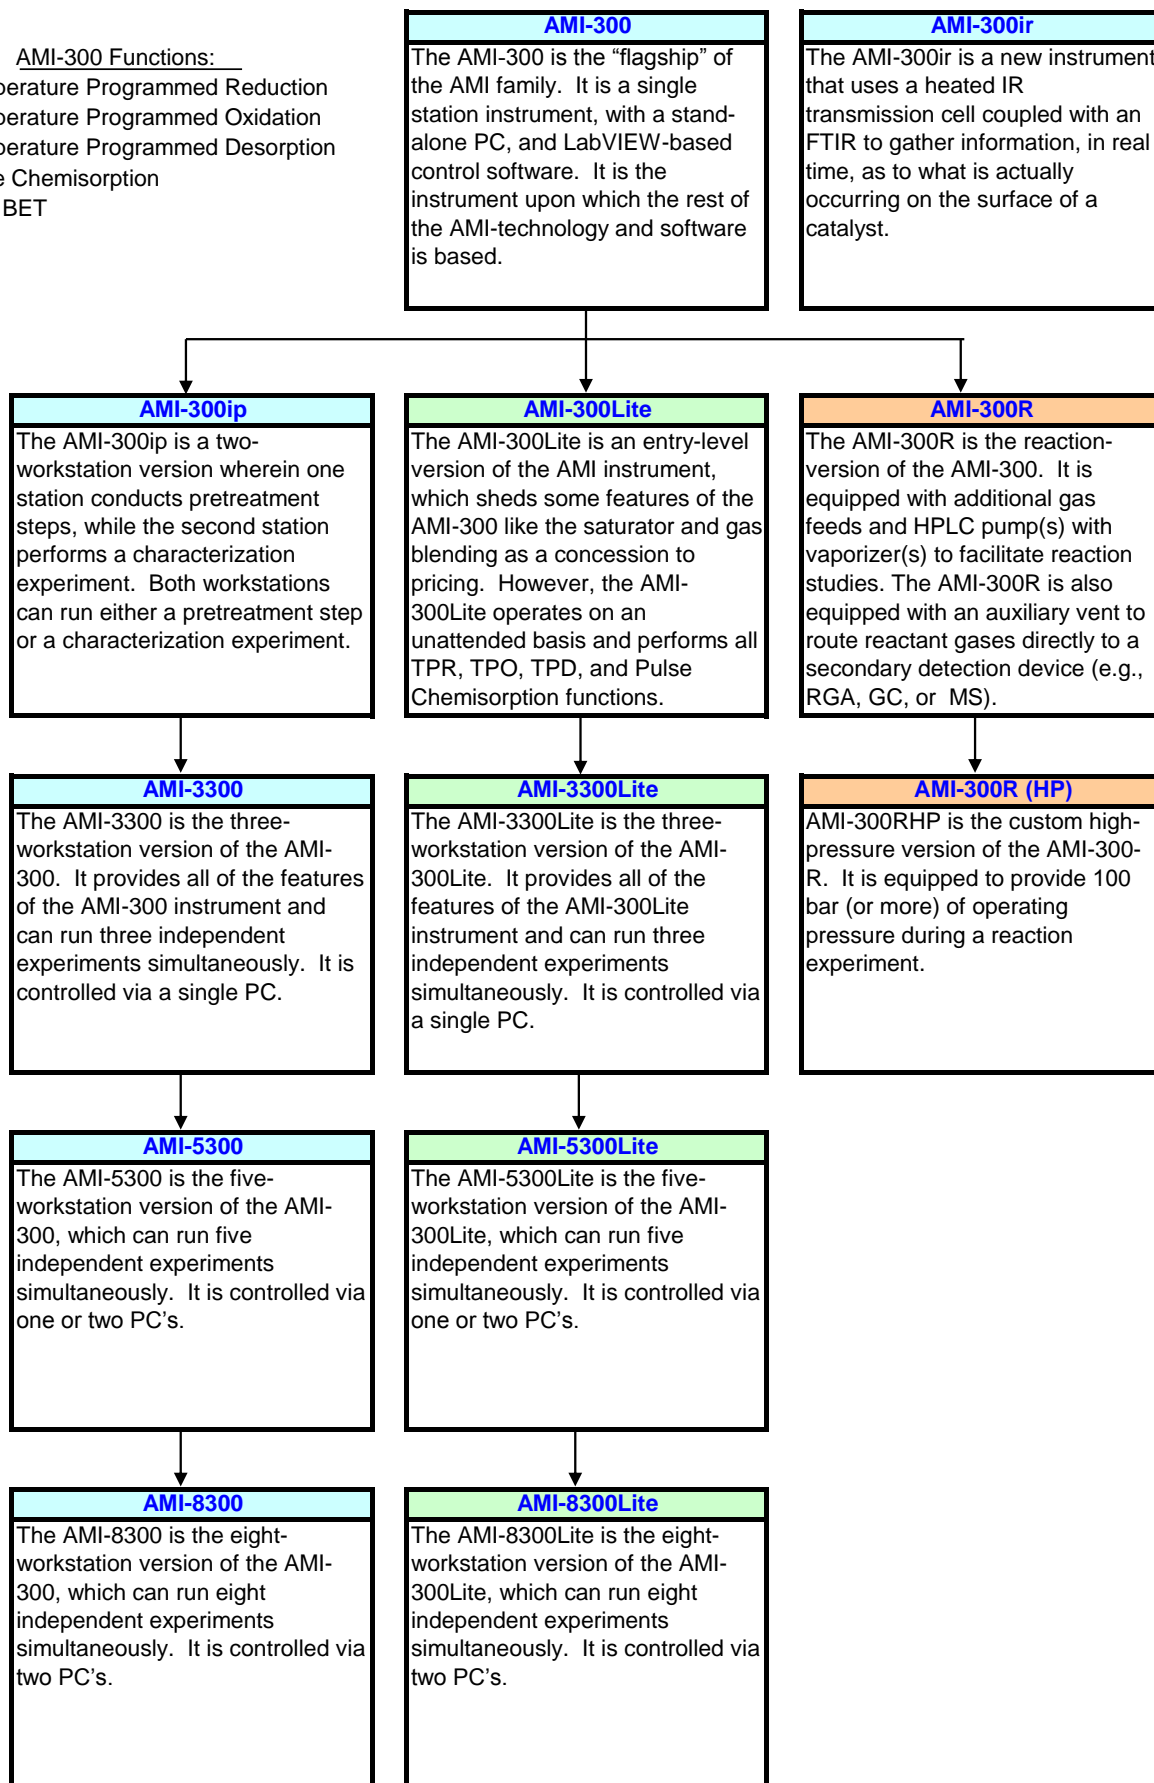 AMI-300 Functions:
perature Programmed Reduction
perature Programmed Oxidation
perature Programmed Desorption
e Chemisorption
BET
AMI-300
The AMI-300 is the “flagship” of
the AMI family.  It is a single
station instrument, with a stand-
alone PC, and LabVIEW-based
control software.  It is the
instrument upon which the rest of
the AMI-technology and software
is based.
AMI-300ir
The AMI-300ir is a new instrument
that uses a heated IR
transmission cell coupled with an
FTIR to gather information, in real
time, as to what is actually
occurring on the surface of a
catalyst.
AMI-300ip
The AMI-300ip is a two-
workstation version wherein one
station conducts pretreatment
steps, while the second station
performs a characterization
experiment.  Both workstations
can run either a pretreatment step
or a characterization experiment.
AMI-300Lite
The AMI-300Lite is an entry-level
version of the AMI instrument,
which sheds some features of the
AMI-300 like the saturator and gas
blending as a concession to
pricing.  However, the AMI-
300Lite operates on an
unattended basis and performs all
TPR, TPO, TPD, and Pulse
Chemisorption functions.
AMI-300R
The AMI-300R is the reaction-
version of the AMI-300.  It is
equipped with additional gas
feeds and HPLC pump(s) with
vaporizer(s) to facilitate reaction
studies. The AMI-300R is also
equipped with an auxiliary vent to
route reactant gases directly to a
secondary detection device (e.g.,
RGA, GC, or  MS).
AMI-3300
The AMI-3300 is the three-
workstation version of the AMI-
300.  It provides all of the features
of the AMI-300 instrument and
can run three independent
experiments simultaneously.  It is
controlled via a single PC.
AMI-3300Lite
The AMI-3300Lite is the three-
workstation version of the AMI-
300Lite.  It provides all of the
features of the AMI-300Lite
instrument and can run three
independent experiments
simultaneously.  It is controlled via
a single PC.
AMI-300R (HP)
AMI-300RHP is the custom high-
pressure version of the AMI-300-
R.  It is equipped to provide 100
bar (or more) of operating
pressure during a reaction
experiment.
AMI-5300
The AMI-5300 is the five-
workstation version of the AMI-
300, which can run five
independent experiments
simultaneously.  It is controlled via
one or two PC’s.
AMI-5300Lite
The AMI-5300Lite is the five-
workstation version of the AMI-
300Lite, which can run five
independent experiments
simultaneously.  It is controlled via
one or two PC’s.
AMI-8300
The AMI-8300 is the eight-
workstation version of the AMI-
300, which can run eight
independent experiments
simultaneously.  It is controlled via
two PC’s.
AMI-8300Lite
The AMI-8300Lite is the eight-
workstation version of the AMI-
300Lite, which can run eight
independent experiments
simultaneously.  It is controlled via
two PC’s.